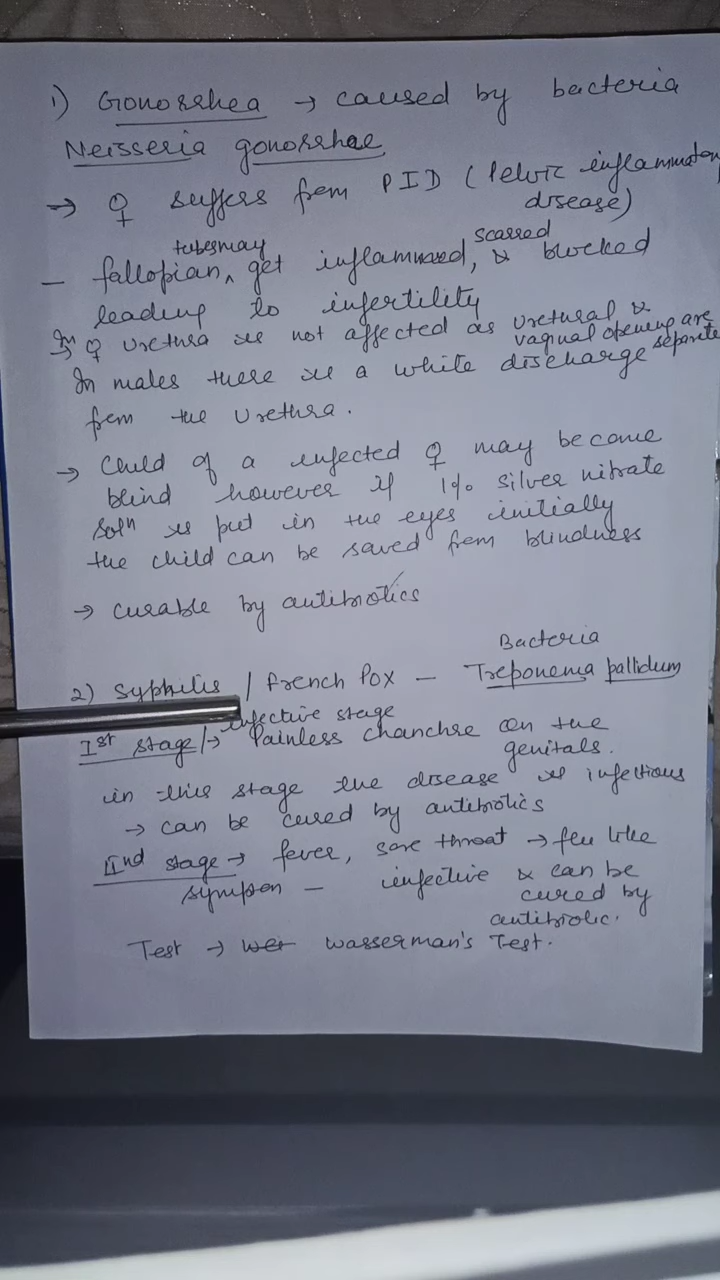 1) Gonorrhea → caused by bacteria
Neisseria gonorrhae
→ ♀ suffers from PID (Pelvic inflammatory
disease)
tubes may scarred
– fallopian ^ get inflammed, & blocked
leading to infertility
→ In ♀ urethra is not affected as uretural &
vaginal opening are
separate
In males there is a white discharge
from the urethra.
→ Child of a infected ♀ may become
blind however if 1% silver nitrate
soln is put in the eyes initially
the child can be saved from blindness
→ curable by antibiotics
Bacteria
2) Syphilis / French Pox – Treponema pallidum
infective stage
Ist stage/→ Painless chanchre on the
genitals.
in this stage the disease is infectious
→ can be cured by antibiotics
IInd stage → fever, sore throat → flu like
sympson – infective & can be
cured by
antibiotic.
Test → wer wasserman's Test.